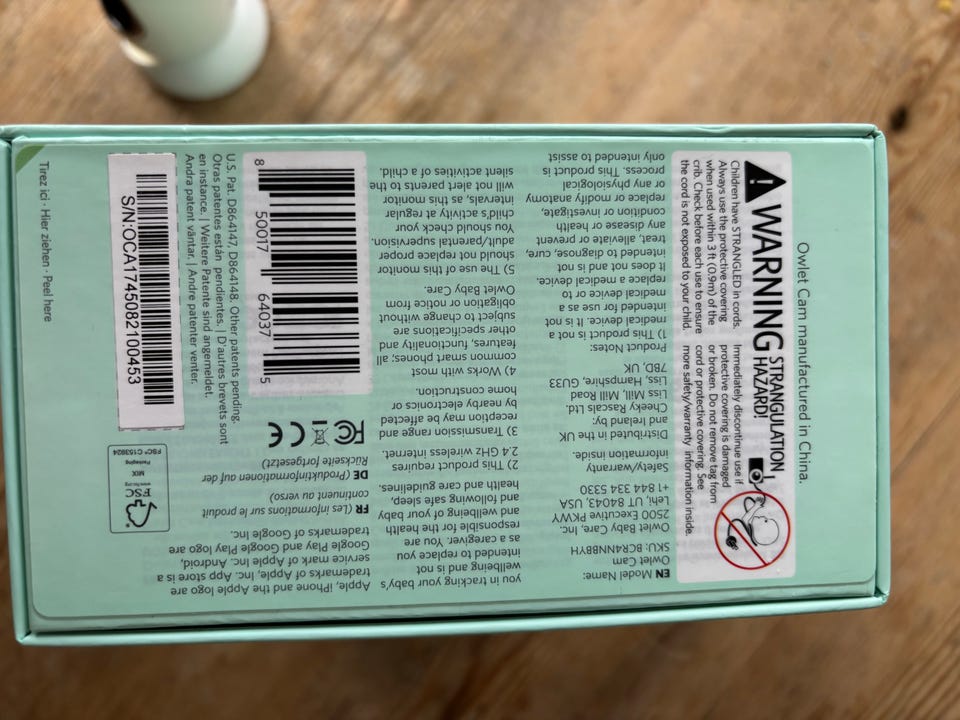 Owlet Cam manufactured in China.
WARNING
STRANGULATION
HAZARD!
Children have STRANGLED in cords.
Always use the protective covering
when used within 3 ft (0.9m) of the
crib. Check before each use to ensure
the cord is not exposed to your child.
Immediately discontinue use if
protective covering is damaged
or broken. Do not remove tag from
cord or protective covering. See
more safety/warranty information inside.
EN Model Name:
Owlet Cam
SKU: BCRANNBBYH
Owlet Baby Care, Inc.
2500 Executive PKWY
Lehi, UT 84043, USA
+1 844 334 5330
Safety/warranty
information inside.
Distributed in the UK
and Ireland by:
Cheeky Rascals Ltd.
Liss, Mill, Mill Road
Liss, Hampshire, GU33
7BD, UK
Product Notes:
1) This product is not a
medical device. It is not
intended for use as a
medical device or to
replace a medical device.
It does not and is not
intended to diagnose, cure,
treat, alleviate or prevent
any disease or health
condition or investigate,
replace or modify anatomy
or any physiological
process. This product is
only intended to assist
you in tracking your baby's
wellbeing and is not
intended to replace you
as a caregiver. You are
responsible for the health
and wellbeing of your baby
and following safe sleep,
health and care guidelines.
2) This product requires
2.4 GHz wireless internet.
3) Transmission range and
reception may be affected
by nearby electronics or
home construction.
4) Works with most
common smart phones; all
features, functionality and
other specifications are
subject to change without
obligation or notice from
Owlet Baby Care.
5) The use of this monitor
should not replace proper
adult/parental supervision.
You should check your
child's activity at regular
intervals, as this monitor
will not alert parents to the
silent activities of a child.
Apple, iPhone and the Apple logo are
trademarks of Apple, Inc. App store is a
service mark of Apple Inc. Android,
Google Play and Google Play logo are
trademarks of Google Inc.
FR (Les informations sur le produit
continuent au verso)
DE (Produktinformationen auf der
Rückseite fortgesetzt)
FC CE
8 50017 64037 5
U.S. Pat. D864147, D864148. Other patents pending.
Otras patentes están pendientes. | D'autres brevets sont
en instance. | Weitere Patente sind angemeldet.
Andra patent väntar. | Andre patenter venter.
S/N:OCA1745082100453
FSC
www.fsc.org
MIX
Packaging
FSC® C153924
Tirez ici · Hier ziehen · Peel here